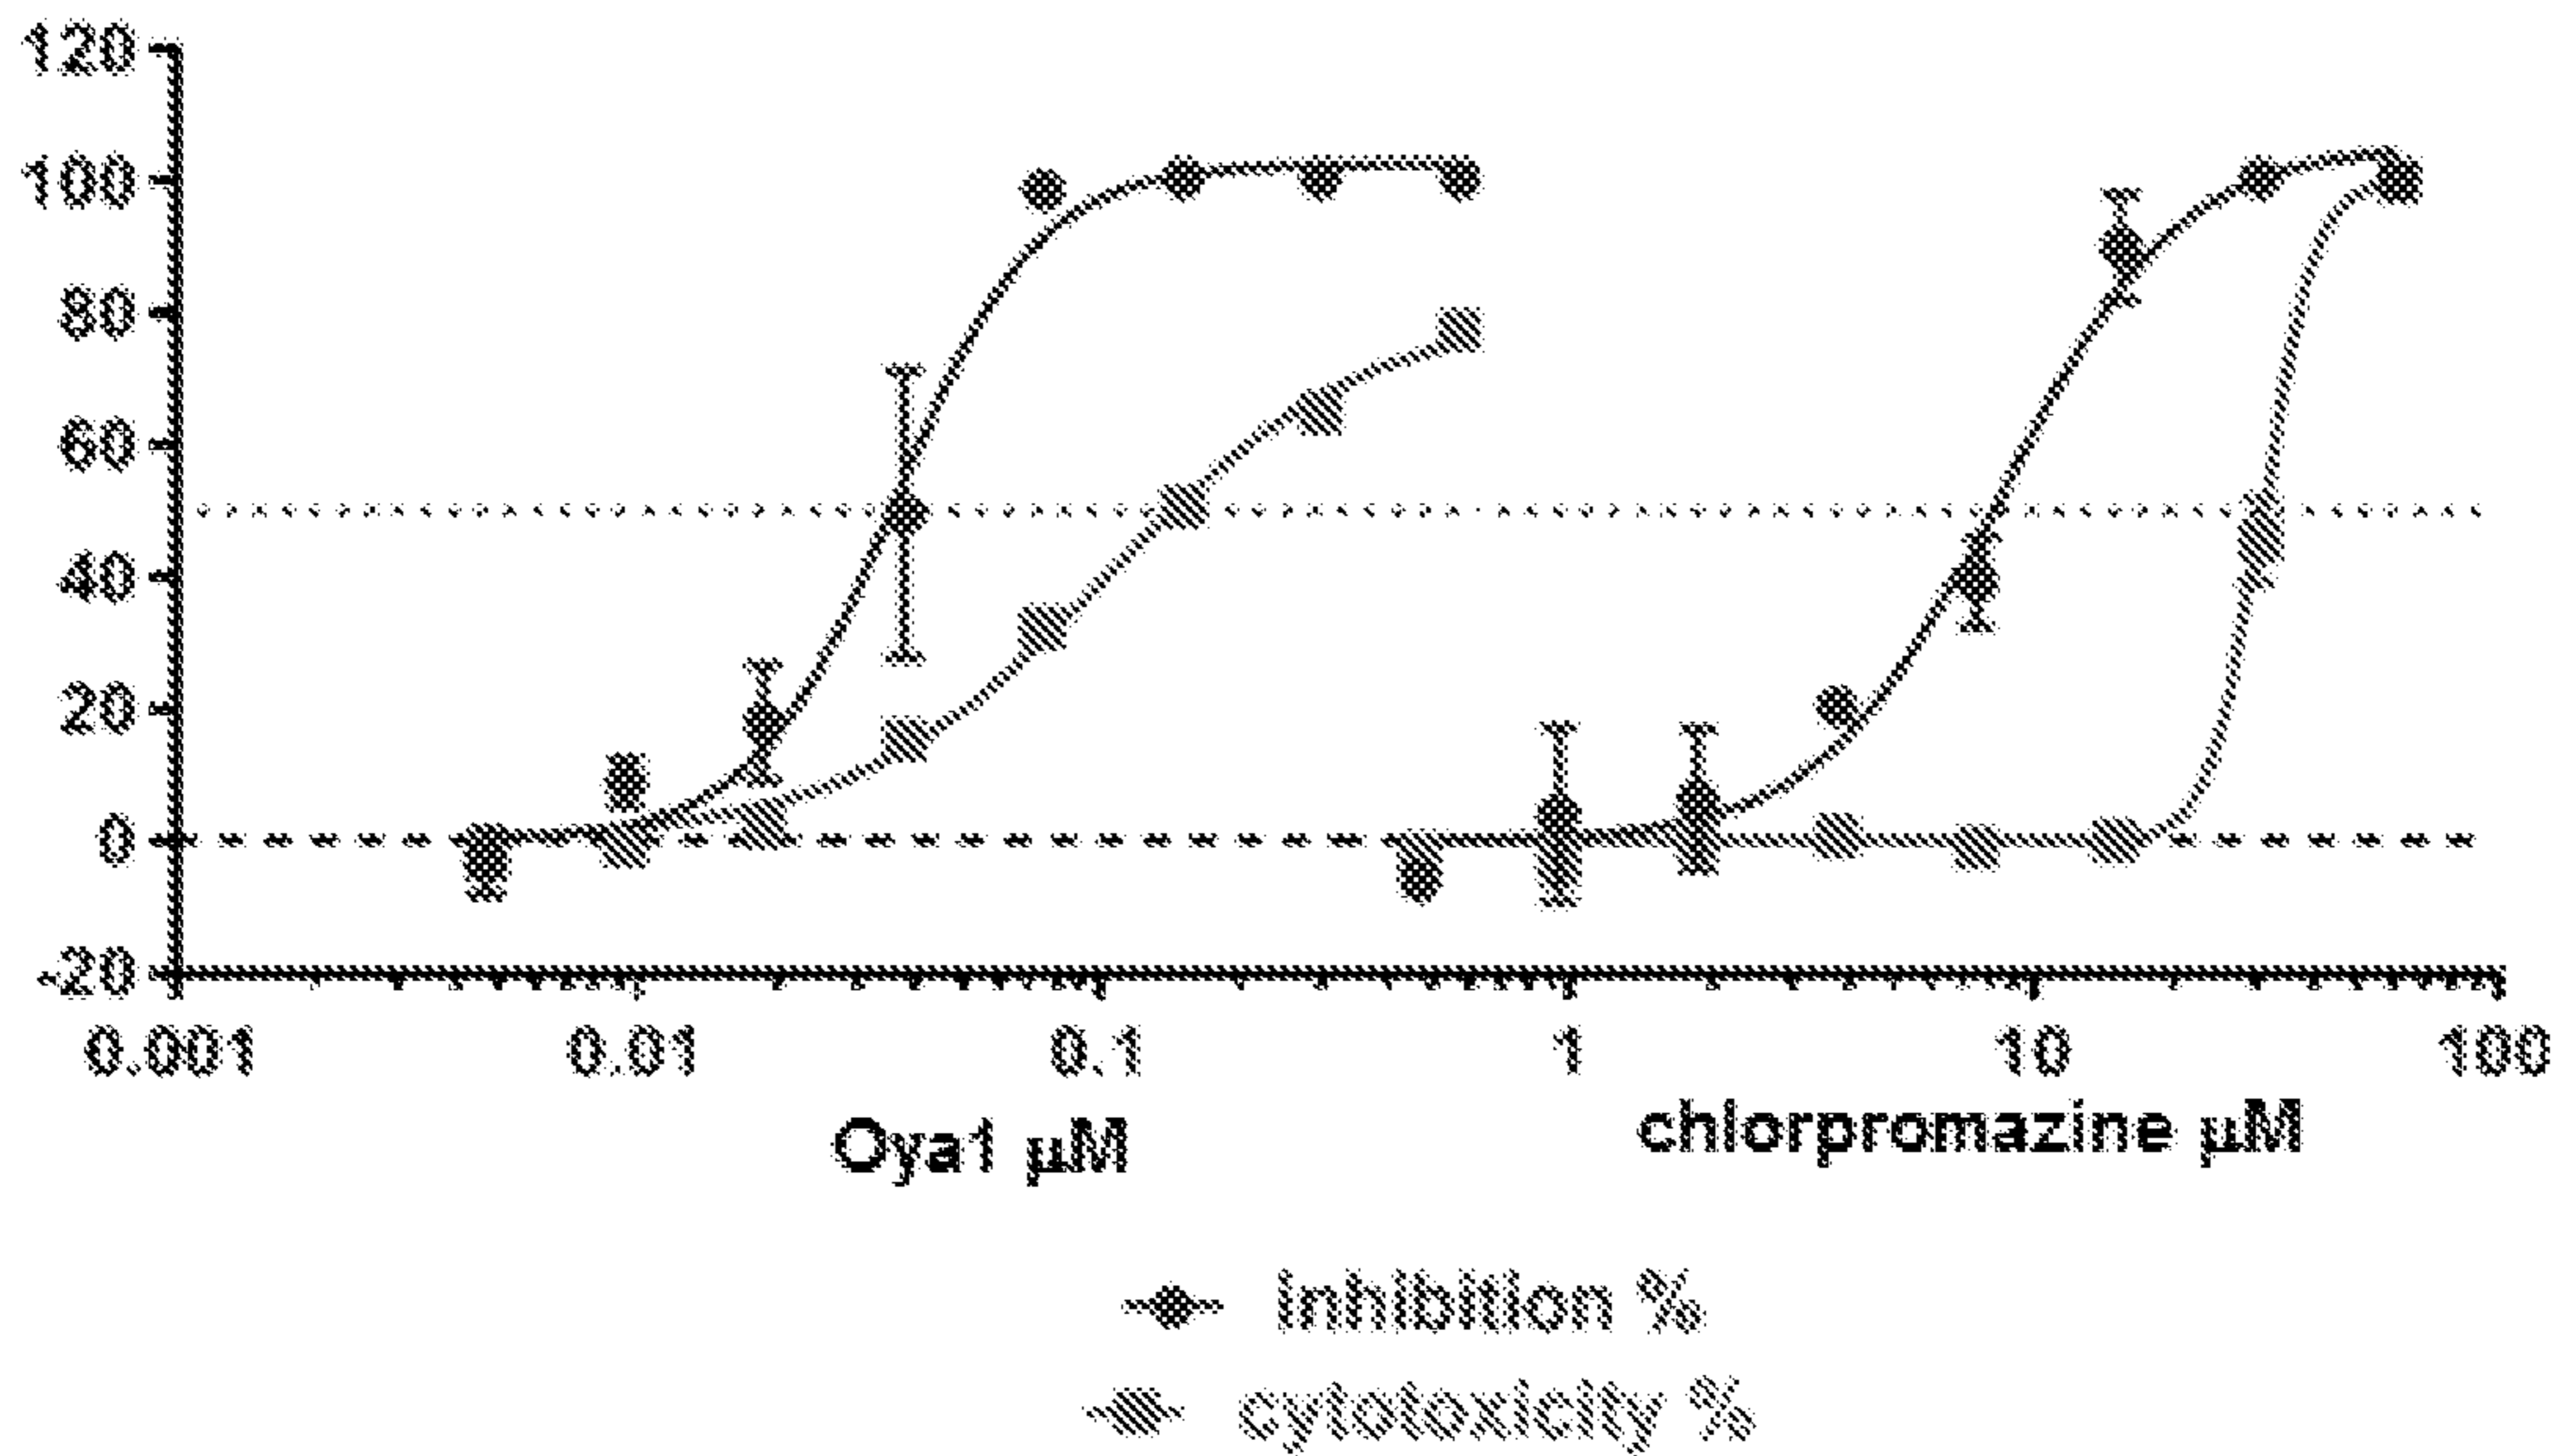 120
100
80
60
40
20
0
-20
0.001 0.01 0.1 1 10 100
Oya1 μM chlorpromazine μM
inhibition %
cytotoxicity %